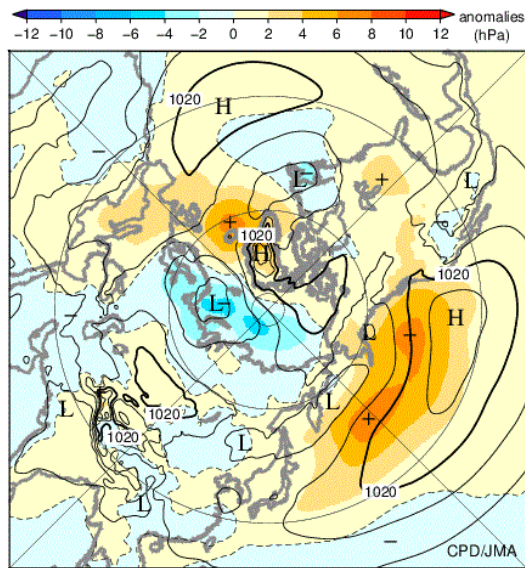 −12 −10 −8 −6 −4 −2 0 2 4 6 8 10 12 anomalies
(hPa)
1020 H
L −
− +
L
+ −
1020
H
1020
L −
−
H
L +
L
− 1020
L +
1020 L
1020
L
−
CPD/JMA